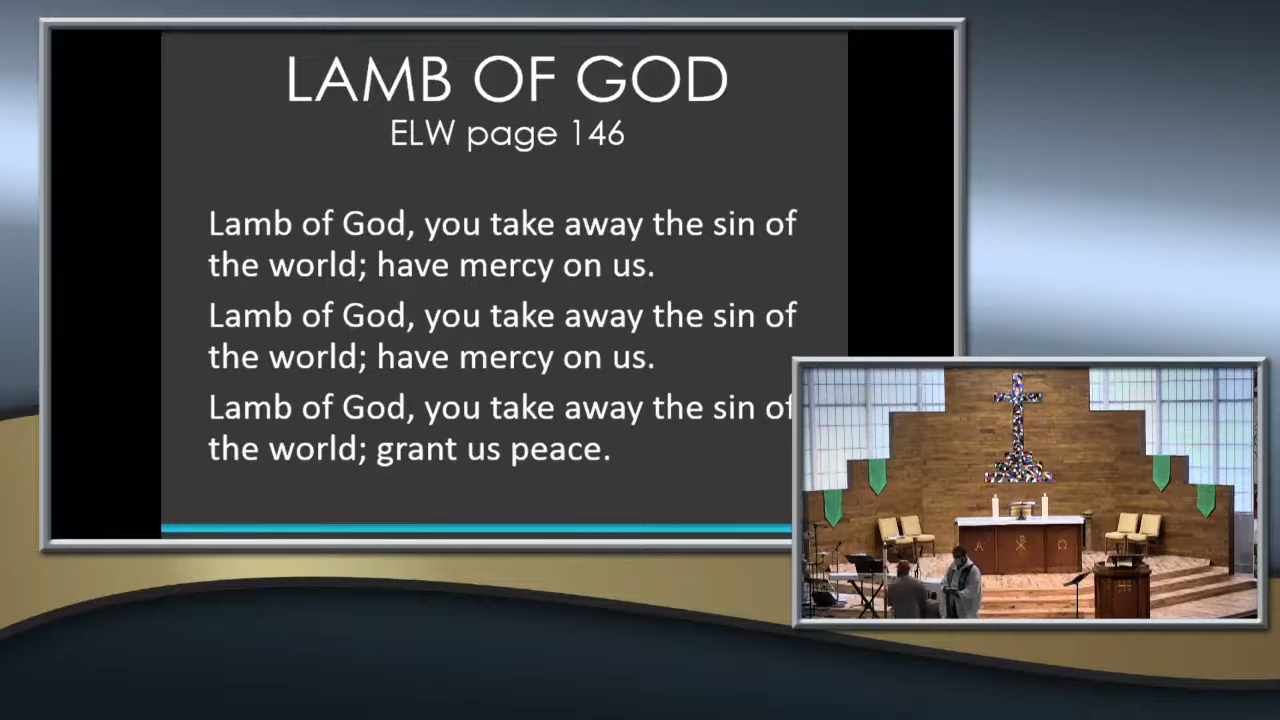 LAMB OF GOD
ELW page 146
Lamb of God, you take away the sin of
the world; have mercy on us.
Lamb of God, you take away the sin of
the world; have mercy on us.
Lamb of God, you take away the sin of
the world; grant us peace.
Α ☧ Ω